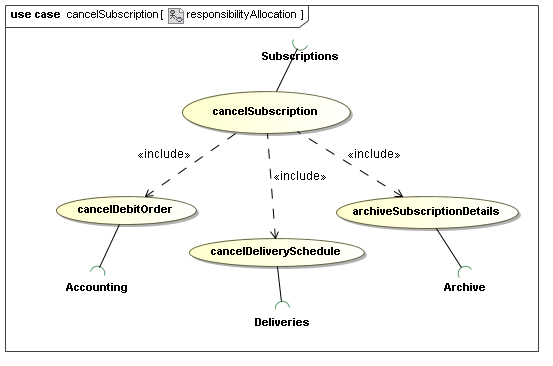 use case cancelSubscription [ responsibilityAllocation ]
Subscriptions
cancelSubscription
«include»
«include»
«include»
cancelDebitOrder
archiveSubscriptionDetails
cancelDeliverySchedule
Accounting
Archive
Deliveries